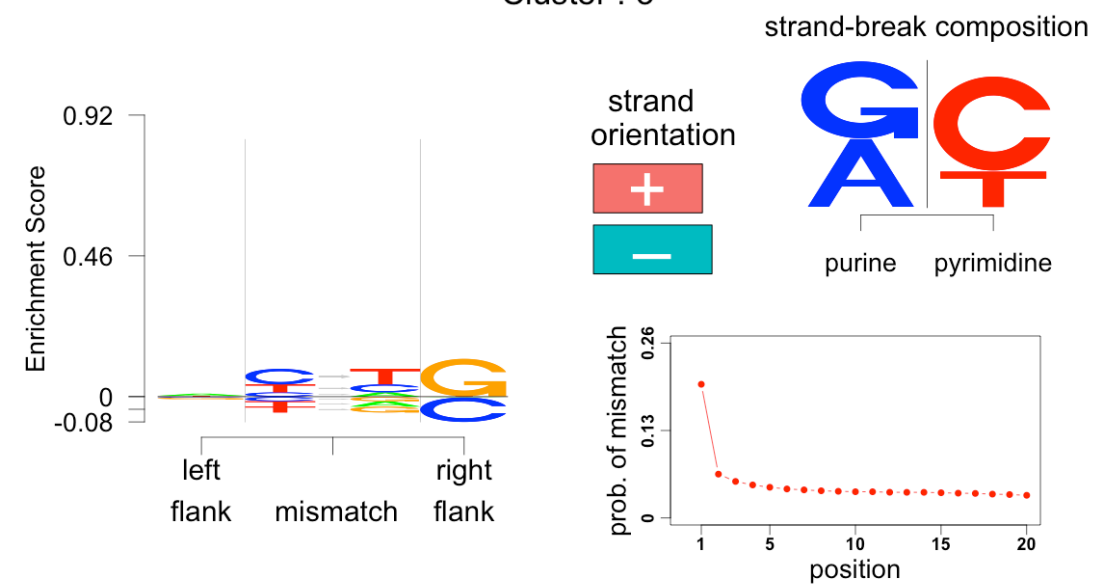 strand-break composition
G C
A T
purine pyrimidine
strand
orientation
+
−
Enrichment Score
0.92
0.46
0
-0.08
C T G
T C C
C A
T G
left mismatch right
flank flank
prob. of mismatch
0.26
0.13
0
1 5 10 15 20
position